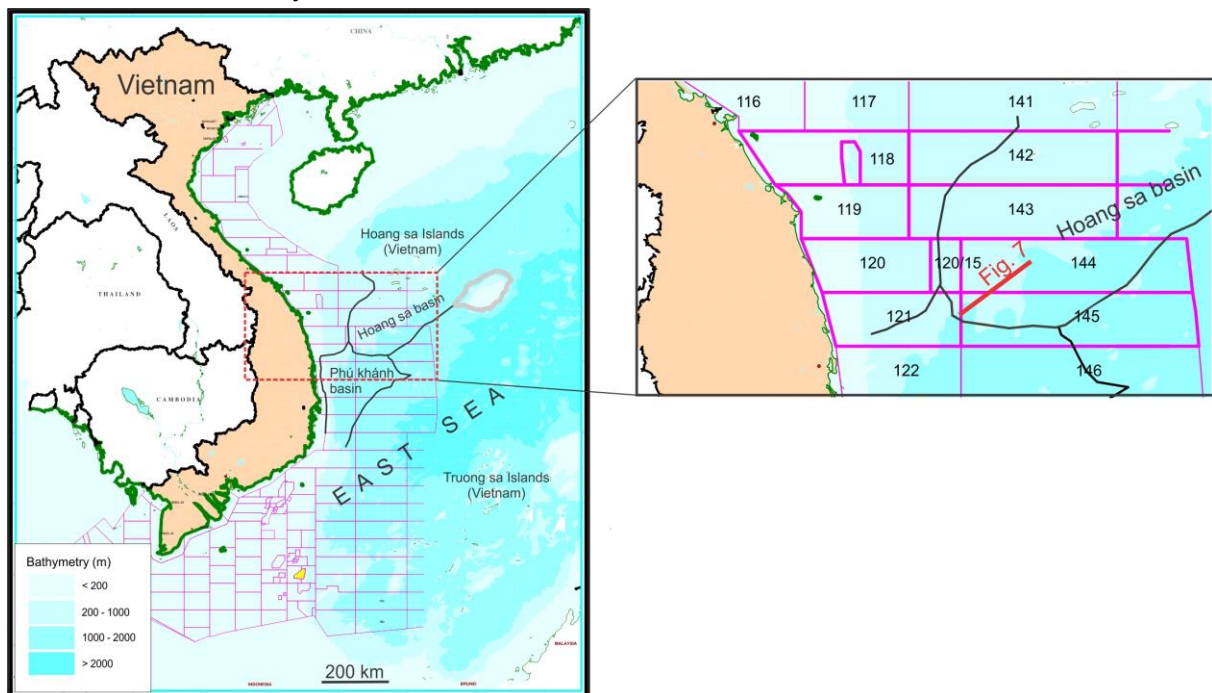 CHINA
Vietnam
LAOS
THAILAND
CAMBODIA
Hoang sa Islands
(Vietnam)
Hoang sa basin
Phú khánh
basin
EAST SEA
Truong sa Islands
(Vietnam)
Bathymetry (m)
< 200
200 - 1000
1000 - 2000
> 2000
200 km
INDONESIA
BRUNEI
MALAYSIA
116
117
141
118
142
119
143
Hoang sa basin
120
120/15
Fig. 7
144
121
145
122
146